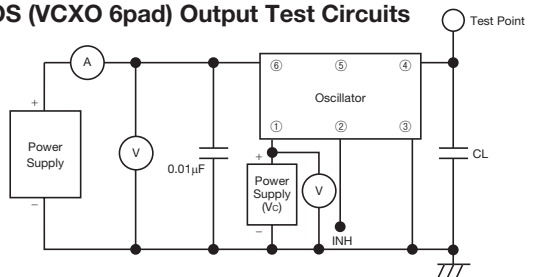 OS (VCXO 6pad) Output Test Circuits
Test Point
A
⑥ ⑤ ④
Oscillator
① ② ③
+
Power
Supply
−
V
0.01μF
+
Power
Supply
(Vc)
−
V
INH
CL